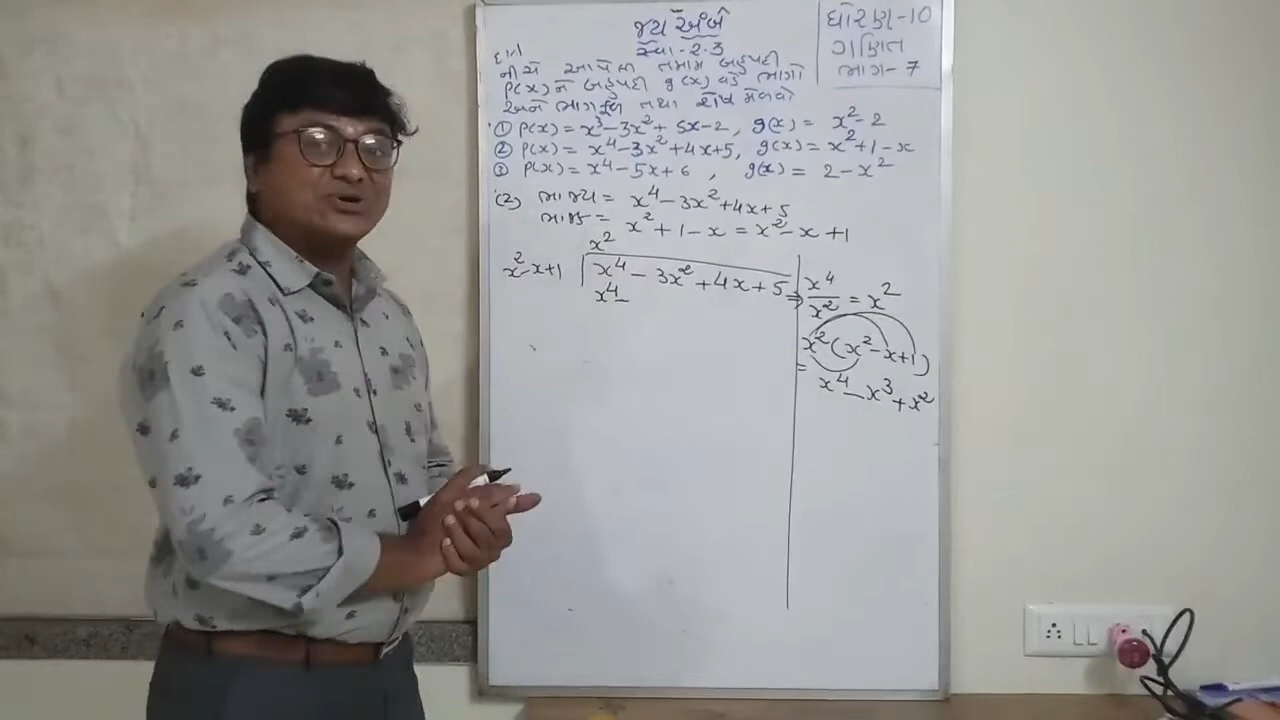 જય અંબે
સ્વા-2.3
ધોરણ-10
ગણિત
ભાગ-7
નીચે આપેલ તમામ બહુપદી
P(x)ને બહુપદી g(x) વડે ભાગો
અને ભાગફળ તથા શેષ મેળવો
① P(x) = x³-3x²+5x-2, g(x) = x²-2
② P(x) = x⁴-3x²+4x+5, g(x) = x²+1-x
③ P(x) = x⁴-5x+6, g(x) = 2-x²
(2) ભાજ્ય = x⁴-3x²+4x+5
ભાજક = x²+1-x = x²-x+1
x²
x²-x+1 x⁴-3x²+4x+5
x⁴-
⇒ x⁴/x² = x²
x²(x²-x+1)
= x⁴-x³+x²